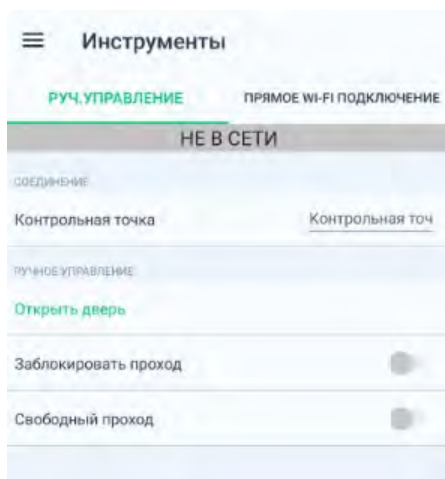 Инструменты
РУЧ.УПРАВЛЕНИЕ ПРЯМОЕ WI-FI ПОДКЛЮЧЕНИЕ
НЕ В СЕТИ
СОЕДИНЕНИЕ
Контрольная точка Контрольная точ
РУЧНОЕ УПРАВЛЕНИЕ
Открыть дверь
Заблокировать проход
Свободный проход